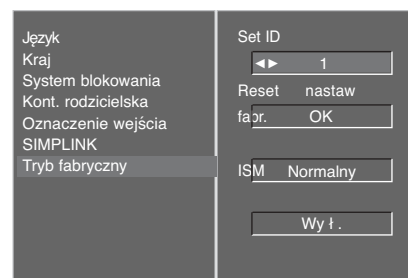 Język
Kraj
System blokowania
Kont. rodzicielska
Oznaczenie wejścia
SIMPLINK
Tryb fabryczny
Set ID
◄► 1
Reset nastaw
fabr. OK
ISM Normalny
Wy ł .